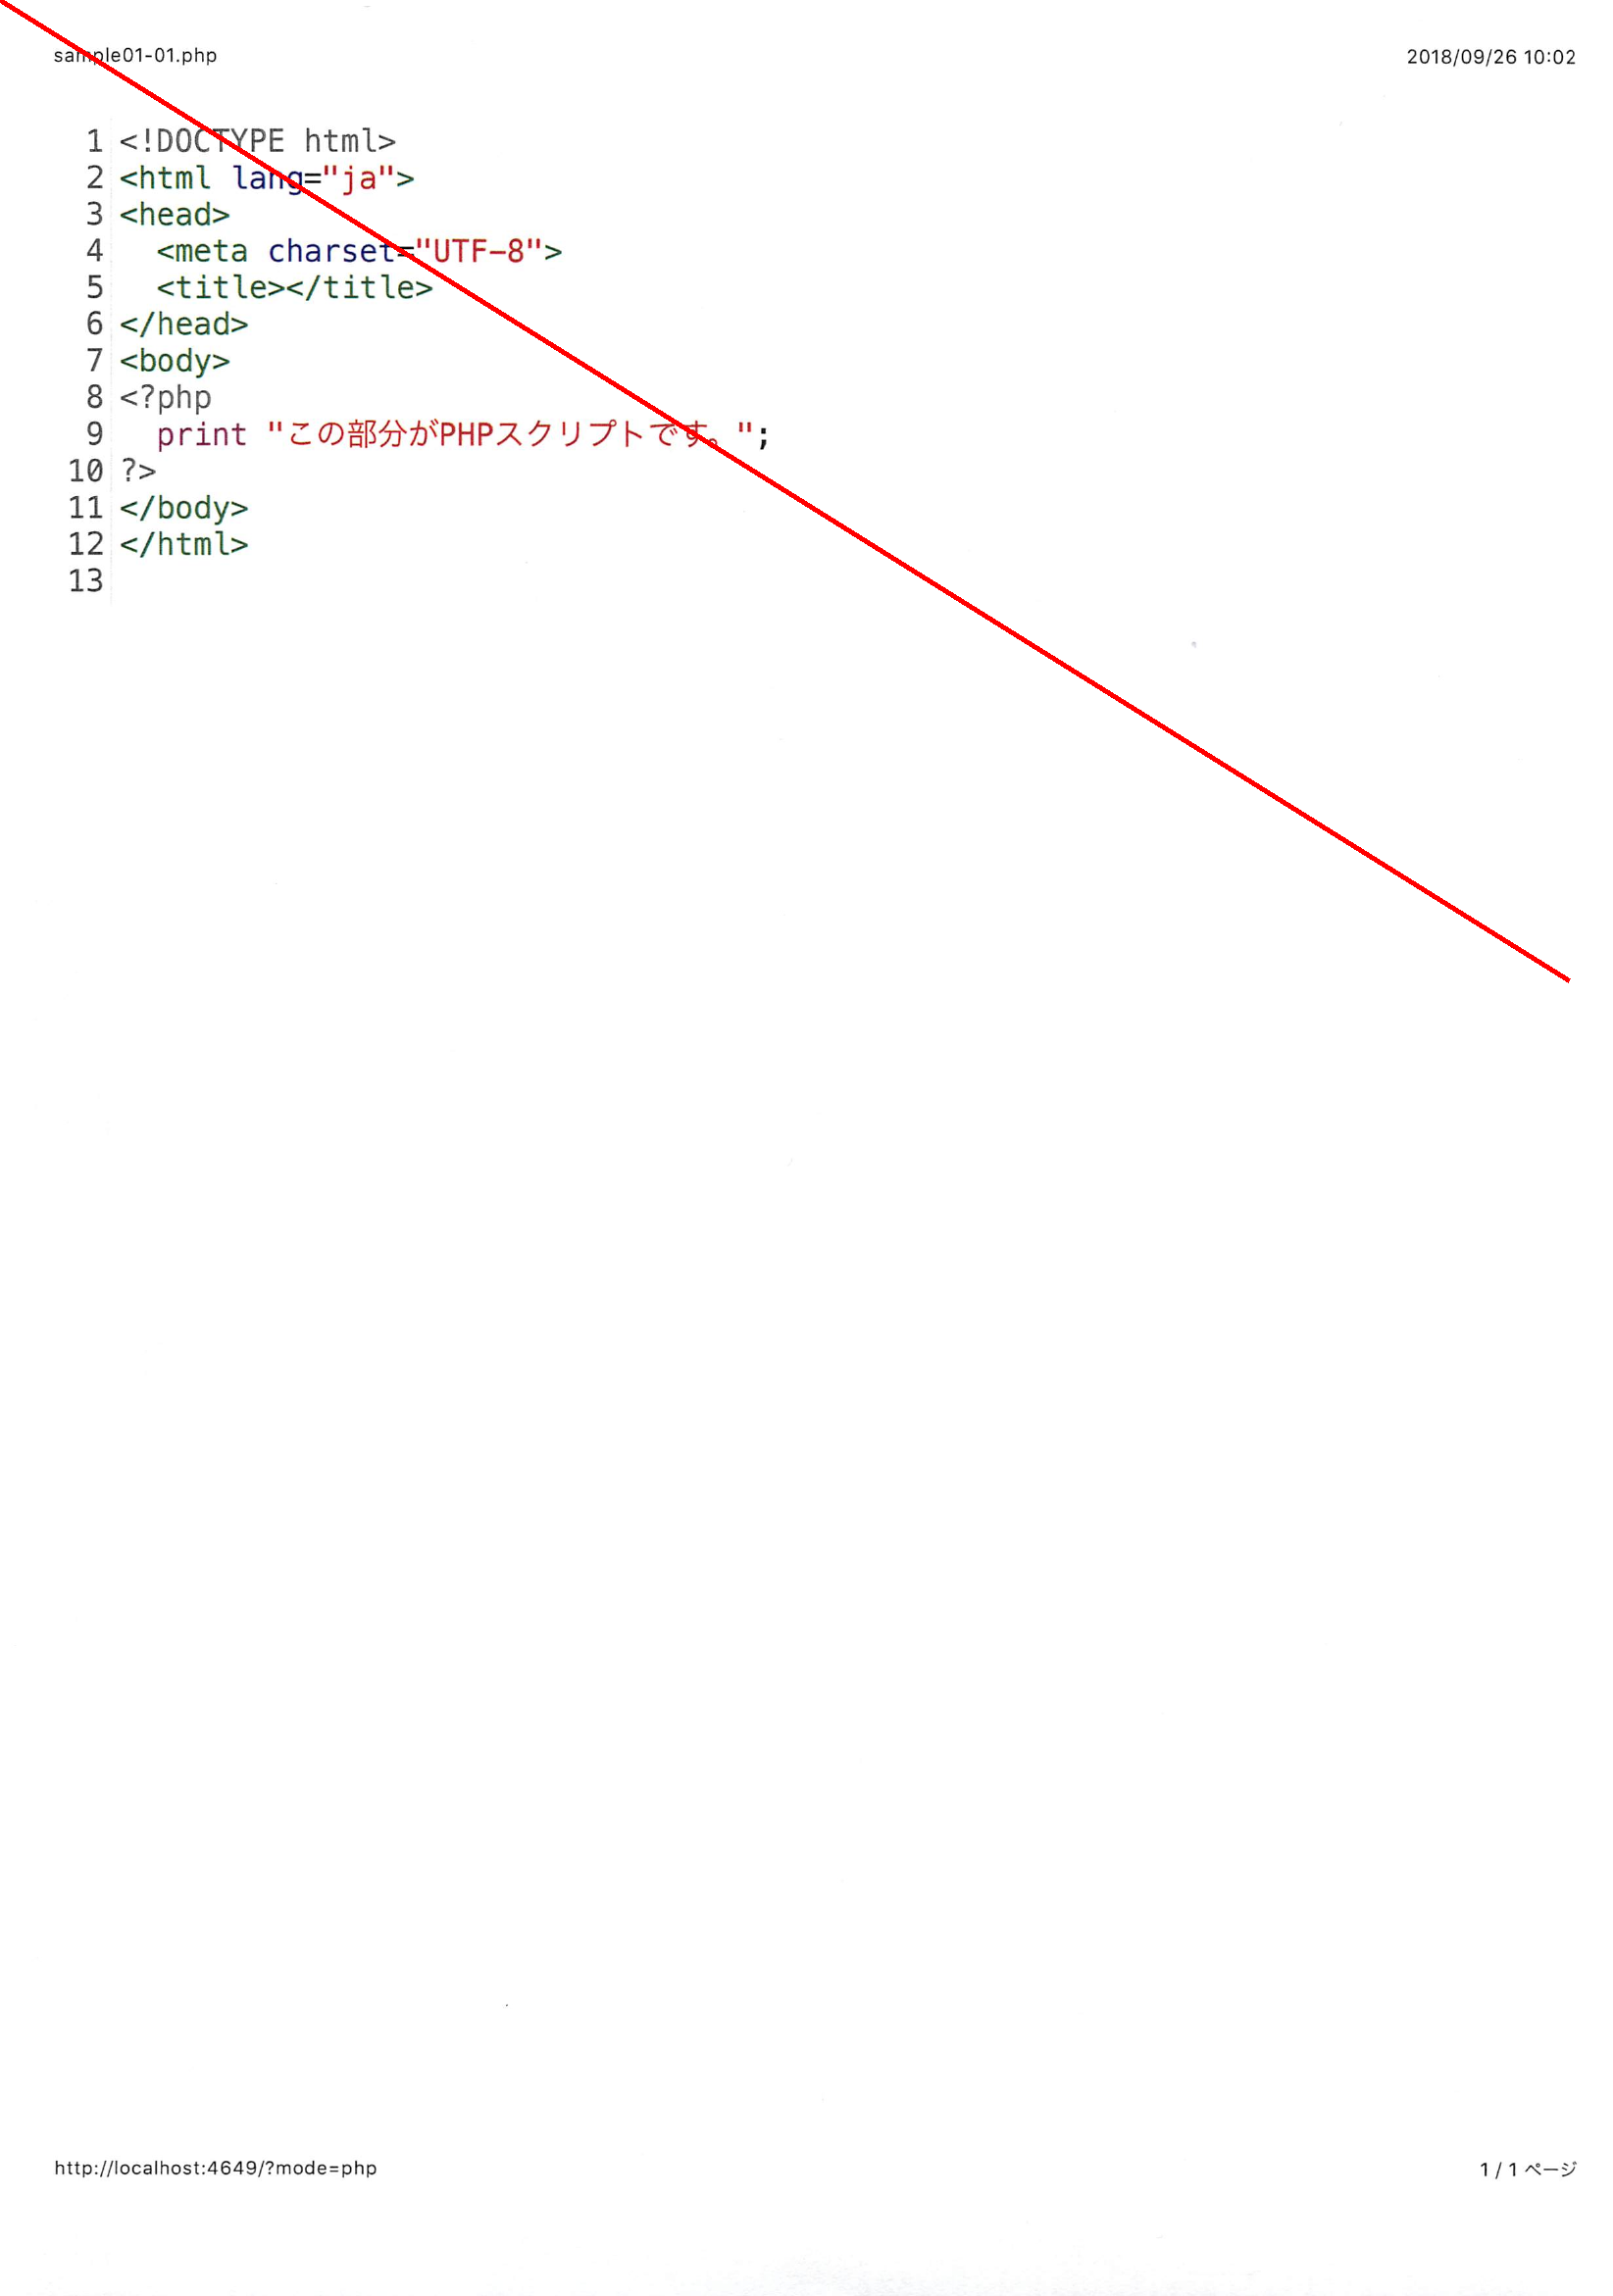 sample01-01.php 2018/09/26 10:02
1 <!DOCTYPE html>
2 <html lang="ja">
3 <head>
4   <meta charset="UTF-8">
5   <title></title>
6 </head>
7 <body>
8 <?php
9   print "この部分がPHPスクリプトです。";
10 ?>
11 </body>
12 </html>
13
http://localhost:4649/?mode=php 1 / 1 ページ